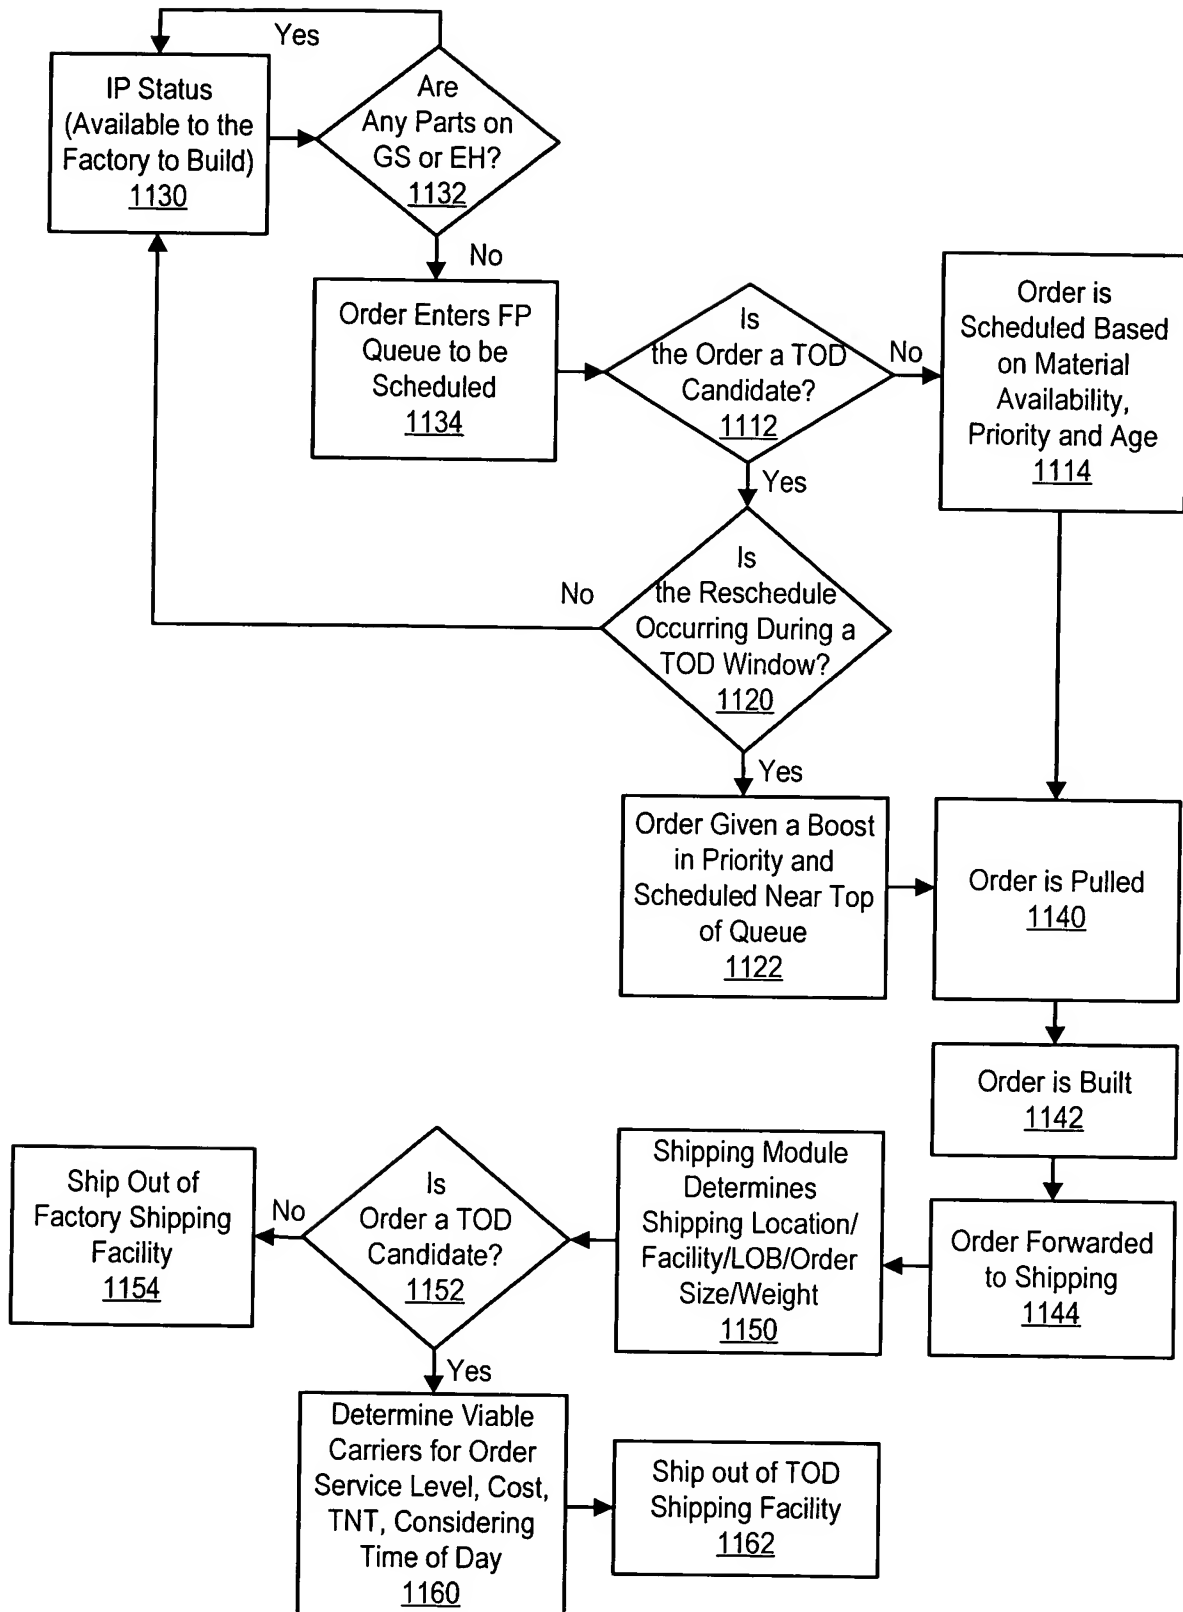 Yes
IP Status
(Available to the
Factory to Build)
1130
Are
Any Parts on
GS or EH?
1132
No
Order Enters FP
Queue to be
Scheduled
1134
Is
the Order a TOD
Candidate?
1112
No
Order is
Scheduled Based
on Material
Availability,
Priority and Age
1114
Yes
Is
the Reschedule
Occurring During a
TOD Window?
1120
No
Yes
Order Given a Boost
in Priority and
Scheduled Near Top
of Queue
1122
Order is Pulled
1140
Order is Built
1142
Order Forwarded
to Shipping
1144
Shipping Module
Determines
Shipping Location/
Facility/LOB/Order
Size/Weight
1150
Is
Order a TOD
Candidate?
1152
No
Ship Out of
Factory Shipping
Facility
1154
Yes
Determine Viable
Carriers for Order
Service Level, Cost,
TNT, Considering
Time of Day
1160
Ship out of TOD
Shipping Facility
1162